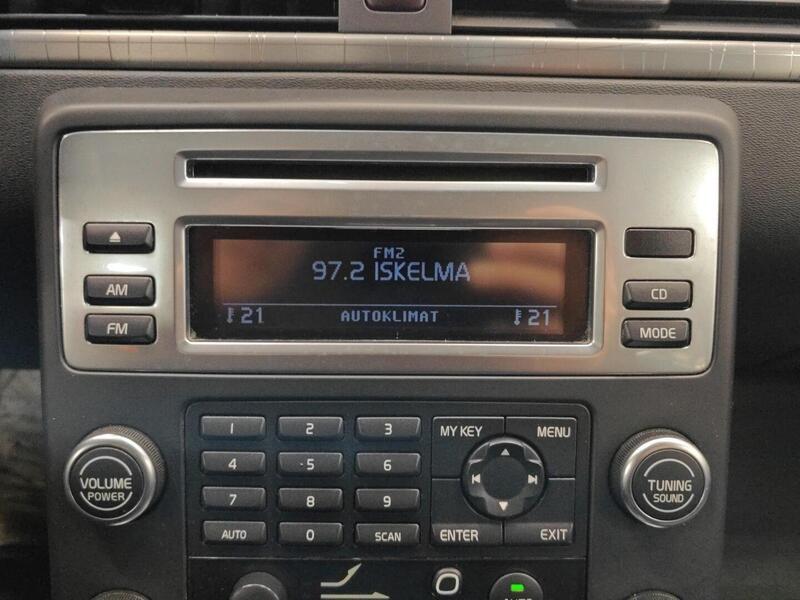 FM2
97.2 ISKELMA
21 AUTOKLIMAT 21
AM
FM
CD
MODE
1 2 3
4 5 6
7 8 9
AUTO 0 SCAN
MY KEY MENU
ENTER EXIT
VOLUME
POWER
TUNING
SOUND
AUTO